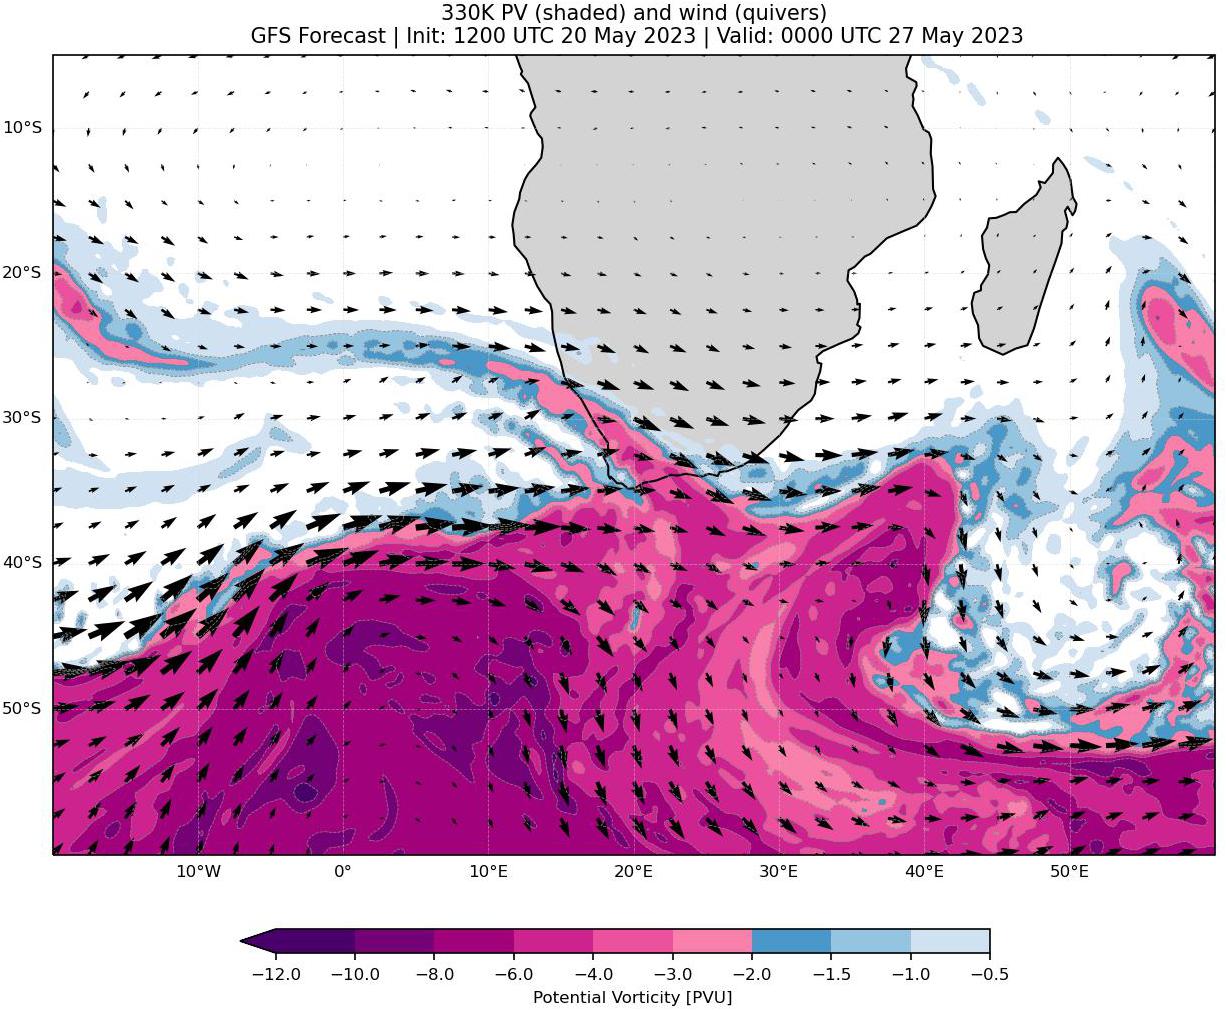 330K PV (shaded) and wind (quivers)
GFS Forecast | Init: 1200 UTC 20 May 2023 | Valid: 0000 UTC 27 May 2023
10°S
20°S
30°S
40°S
50°S
10°W 0° 10°E 20°E 30°E 40°E 50°E
−12.0 −10.0 −8.0 −6.0 −4.0 −3.0 −2.0 −1.5 −1.0 −0.5
Potential Vorticity [PVU]